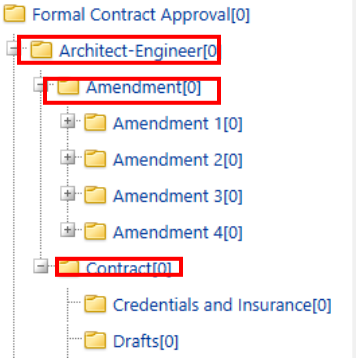 Formal Contract Approval[0]
Architect-Engineer[0
Amendment[0]
Amendment 1[0]
Amendment 2[0]
Amendment 3[0]
Amendment 4[0]
Contract[0]
Credentials and Insurance[0]
Drafts[0]